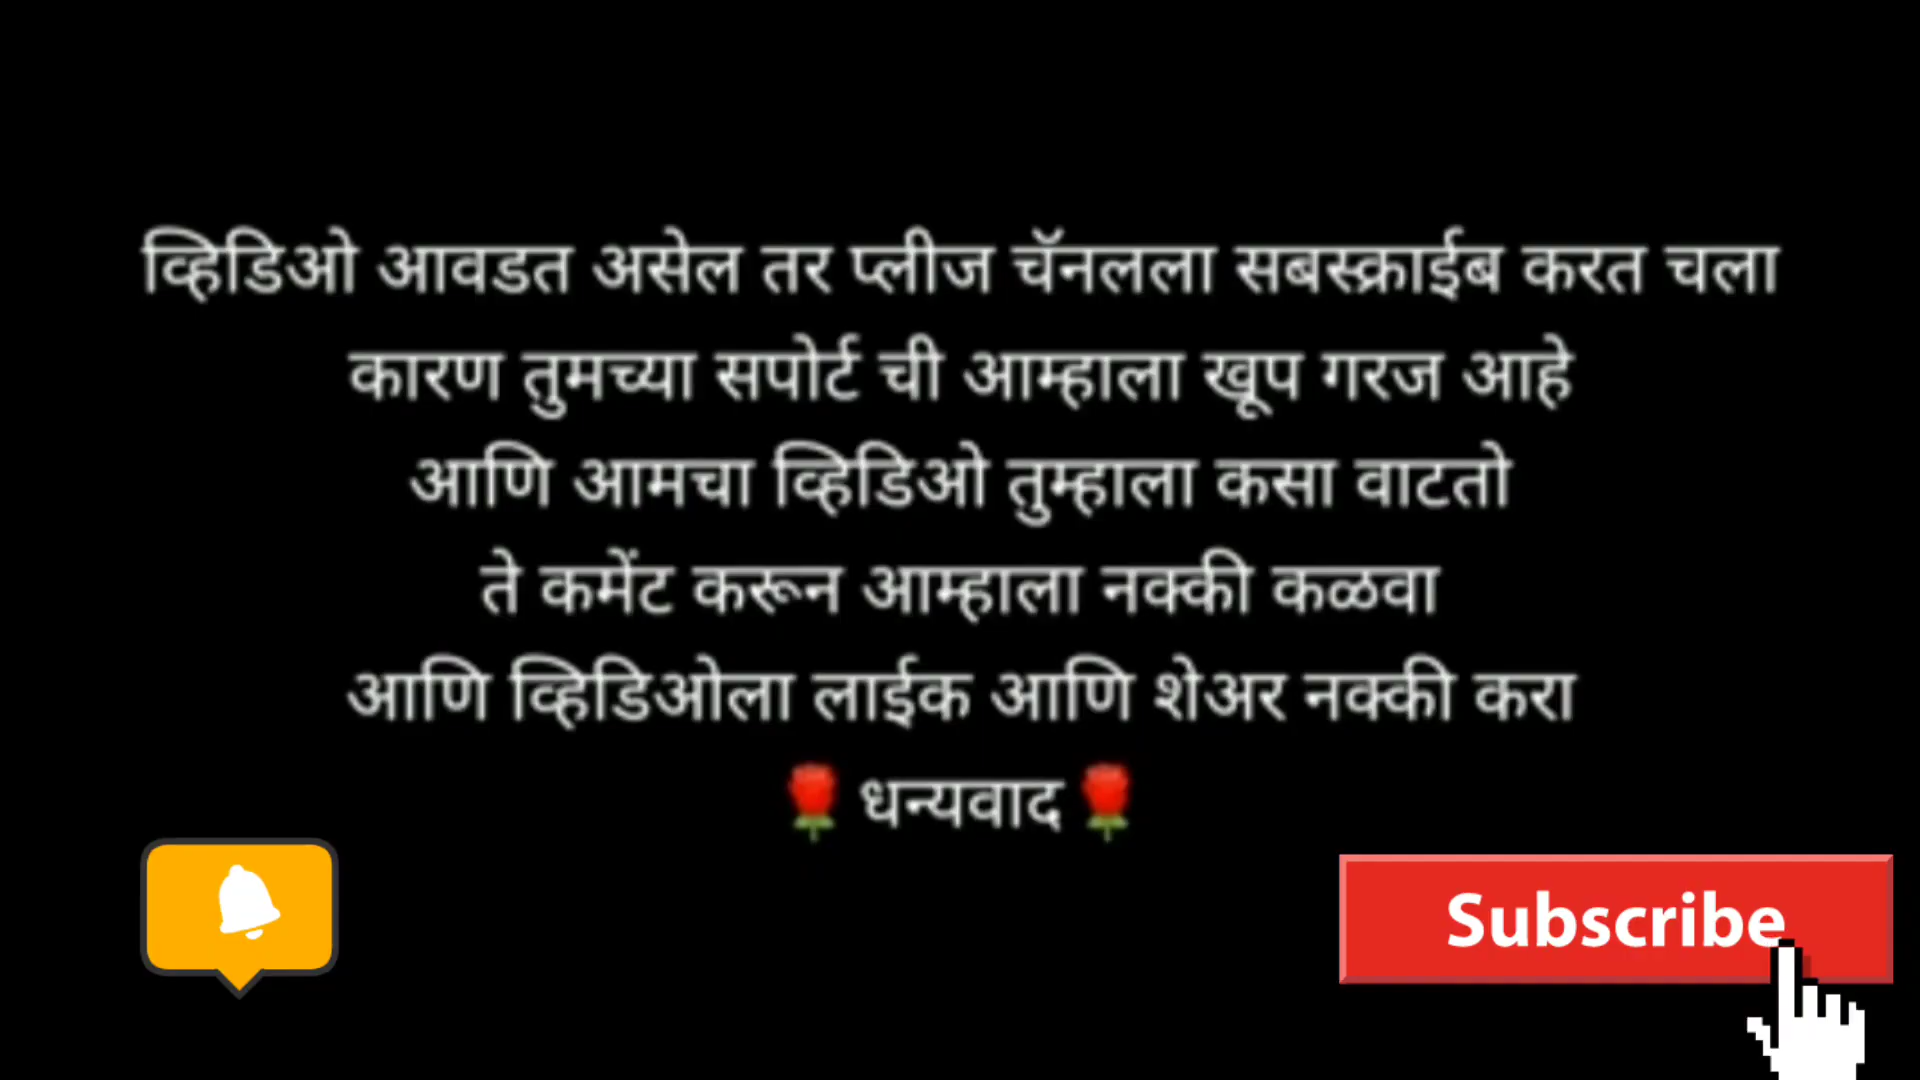 व्हिडिओ आवडत असेल तर प्लीज चॅनलला सबस्क्राईब करत चला
कारण तुमच्या सपोर्ट ची आम्हाला खूप गरज आहे
आणि आमचा व्हिडिओ तुम्हाला कसा वाटतो
ते कमेंट करून आम्हाला नक्की कळवा
आणि व्हिडिओला लाईक आणि शेअर नक्की करा
🌹धन्यवाद🌹
Subscribe